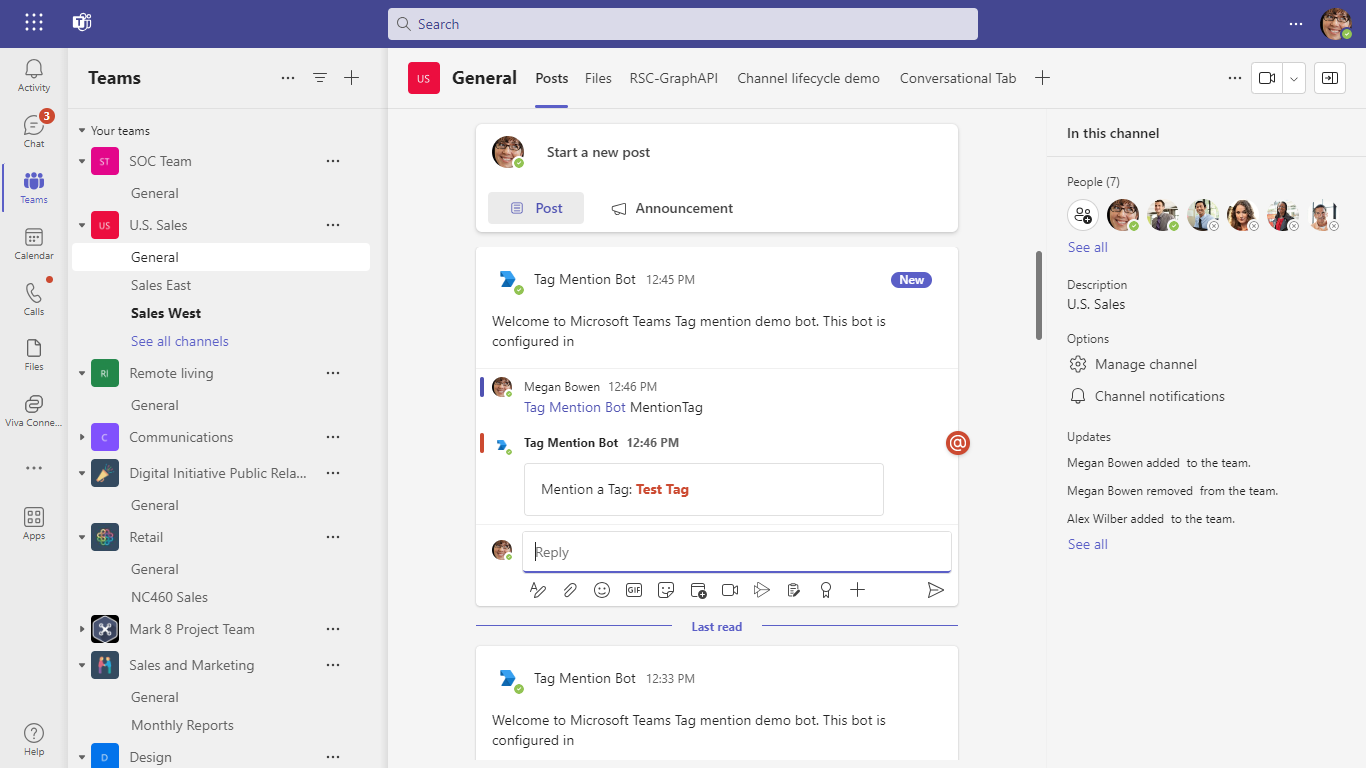 Search
Activity
Chat
3
Teams
Calendar
Calls
Files
Viva Conne...
Apps
Help
Teams
Your teams
ST SOC Team
General
US U.S. Sales
General
Sales East
Sales West
See all channels
RI Remote living
General
C Communications
Digital Initiative Public Rela...
General
Retail
General
NC460 Sales
Mark 8 Project Team
Sales and Marketing
General
Monthly Reports
D Design
US General Posts Files RSC-GraphAPI Channel lifecycle demo Conversational Tab
Start a new post
Post Announcement
Tag Mention Bot 12:45 PM New
Welcome to Microsoft Teams Tag mention demo bot. This bot is
configured in
Megan Bowen 12:46 PM
Tag Mention Bot MentionTag
Tag Mention Bot 12:46 PM @
Mention a Tag: Test Tag
Reply
GIF
Last read
Tag Mention Bot 12:33 PM
Welcome to Microsoft Teams Tag mention demo bot. This bot is
configured in
In this channel
People (7)
See all
Description
U.S. Sales
Options
Manage channel
Channel notifications
Updates
Megan Bowen added  to the team.
Megan Bowen removed  from the team.
Alex Wilber added  to the team.
See all